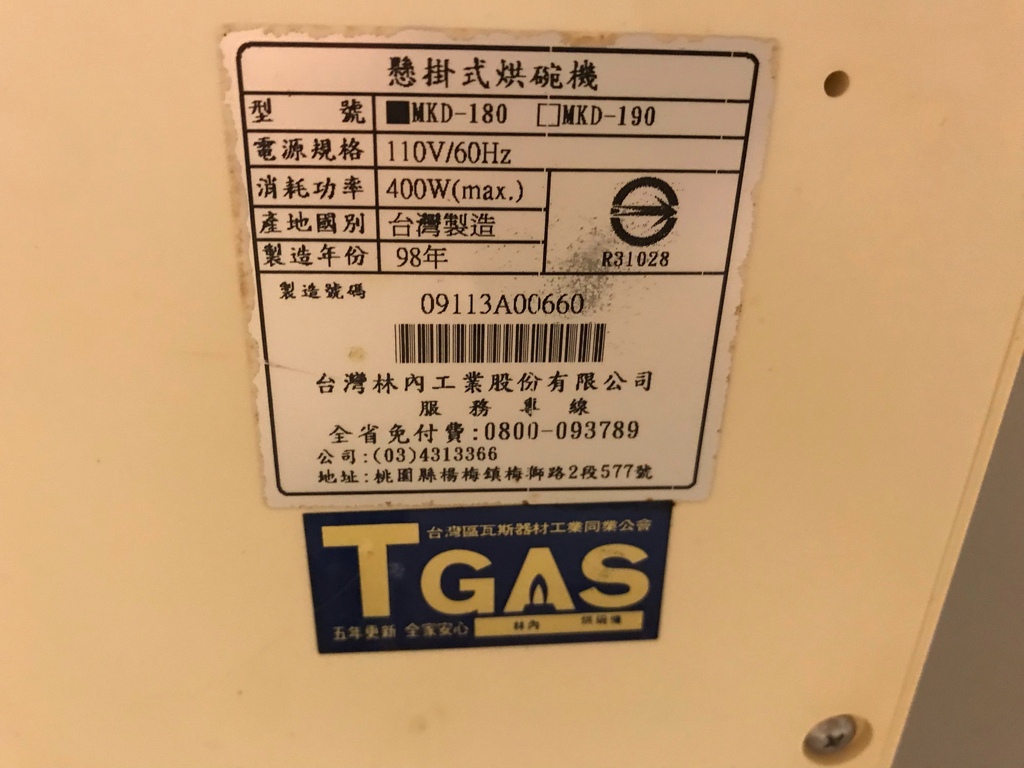 懸掛式烘碗機
型 號 ■MKD-180 □MKD-190
電源規格 110V/60Hz
消耗功率 400W(max.)
產地國別 台灣製造
製造年份 98年
R31028
製造號碼 09113A00660
台灣林內工業股份有限公司
服務專線
全省免付費:0800-093789
公司:(03)4313366
地址:桃園縣楊梅鎮梅獅路2段577號
台灣區瓦斯器材工業同業公會
TGAS
五年更新 全家安心 林內 烘碗機